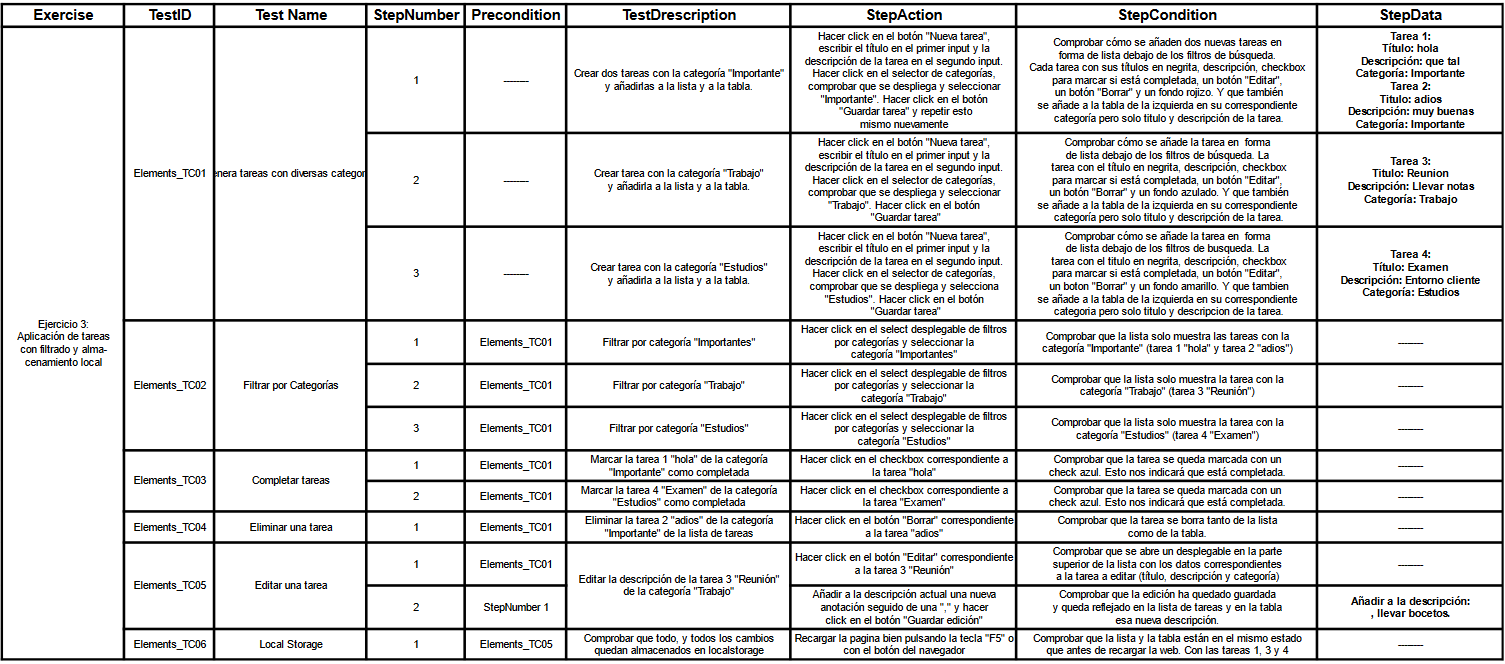 Exercise TestID Test Name StepNumber Precondition TestDrescription StepAction StepCondition StepData
Ejercicio 3:
Aplicación de tareas
con filtrado y alma-
cenamiento local
Elements_TC01
nera tareas con diversas categor
1
--------
Crear dos tareas con la categoría "Importante"
y añadirlas a la lista y a la tabla.
Hacer click en el botón "Nueva tarea",
escribir el título en el primer input y la
descripción de la tarea en el segundo input.
Hacer click en el selector de categorías,
comprobar que se despliega y seleccionar
"Importante". Hacer click en el botón
"Guardar tarea" y repetir esto
mismo nuevamente
Comprobar cómo se añaden dos nuevas tareas en
forma de lista debajo de los filtros de búsqueda.
Cada tarea con sus títulos en negrita, descripción, checkbox
para marcar si está completada, un botón "Editar",
un botón "Borrar" y un fondo rojizo. Y que también
se añade a la tabla de la izquierda en su correspondiente
categoría pero solo titulo y descripción de la tarea.
Tarea 1:
Título: hola
Descripción: que tal
Categoría: Importante
Tarea 2:
Titulo: adios
Descripción: muy buenas
Categoría: Importante
2
--------
Crear tarea con la categoría "Trabajo"
y añadirla a la lista y a la tabla.
Hacer click en el botón "Nueva tarea",
escribir el título en el primer input y la
descripción de la tarea en el segundo input.
Hacer click en el selector de categorías,
comprobar que se despliega y seleccionar
"Trabajo". Hacer click en el botón
"Guardar tarea"
Comprobar cómo se añade la tarea en forma
de lista debajo de los filtros de búsqueda. La
tarea con el título en negrita, descripción, checkbox
para marcar si está completada, un botón "Editar",
un botón "Borrar" y un fondo azulado. Y que también
se añade a la tabla de la izquierda en su correspondiente
categoría pero solo titulo y descripción de la tarea.
Tarea 3:
Titulo: Reunion
Descripción: Llevar notas
Categoría: Trabajo
3
--------
Crear tarea con la categoría "Estudios"
y añadirla a la lista y a la tabla.
Hacer click en el botón "Nueva tarea",
escribir el título en el primer input y la
descripción de la tarea en el segundo input.
Hacer click en el selector de categorías,
comprobar que se despliega y selecciona
"Estudios". Hacer click en el botón
"Guardar tarea"
Comprobar cómo se añade la tarea en forma
de lista debajo de los filtros de busqueda. La
tarea con el titulo en negrita, descripción, checkbox
para marcar si está completada, un botón "Editar",
un boton "Borrar" y un fondo amarillo. Y que tambien
se añade a la tabla de la izquierda en su correspondiente
categoria pero solo titulo y descripcion de la tarea.
Tarea 4:
Título: Examen
Descripción: Entorno cliente
Categoría: Estudios
Elements_TC02
Filtrar por Categorías
1
Elements_TC01
Filtrar por categoría "Importantes"
Hacer click en el select desplegable de filtros
por categorías y seleccionar la
categoría "Importantes"
Comprobar que la lista solo muestra las tareas con la
categoría "Importante" (tarea 1 "hola" y tarea 2 "adios")
--------
2
Elements_TC01
Filtrar por categoría "Trabajo"
Hacer click en el select desplegable de filtros
por categorías y seleccionar la
categoría "Trabajo"
Comprobar que la lista solo muestra la tarea con la
categoría "Trabajo" (tarea 3 "Reunión")
--------
3
Elements_TC01
Filtrar por categoría "Estudios"
Hacer click en el select desplegable de filtros
por categorías y seleccionar la
categoría "Estudios"
Comprobar que la lista solo muestra la tarea con la
categoría "Estudios" (tarea 4 "Examen")
--------
Elements_TC03
Completar tareas
1
Elements_TC01
Marcar la tarea 1 "hola" de la categoría
"Importante" como completada
Hacer click en el checkbox correspondiente a
la tarea "hola"
Comprobar que la tarea se queda marcada con un
check azul. Esto nos indicará que está completada.
--------
2
Elements_TC01
Marcar la tarea 4 "Examen" de la categoría
"Estudios" como completada
Hacer click en el checkbox correspondiente a
la tarea "Examen"
Comprobar que la tarea se queda marcada con un
check azul. Esto nos indicará que está completada.
--------
Elements_TC04
Eliminar una tarea
1
Elements_TC01
Eliminar la tarea 2 "adios" de la categoría
"Importante" de la lista de tareas
Hacer click en el botón "Borrar" correspondiente
a la tarea "adios"
Comprobar que la tarea se borra tanto de la lista
como de la tabla.
--------
Elements_TC05
Editar una tarea
1
Elements_TC01
Editar la descripción de la tarea 3 "Reunión"
de la categoría "Trabajo"
Hacer click en el botón "Editar" correspondiente
a la tarea 3 "Reunión"
Comprobar que se abre un desplegable en la parte
superior de la lista con los datos correspondientes
a la tarea a editar (título, descripción y categoría)
--------
2
StepNumber 1
Añadir a la descripción actual una nueva
anotación seguido de una "," y hacer
click en el botón "Guardar edición"
Comprobar que la edición ha quedado guardada
y queda reflejado en la lista de tareas y en la tabla
esa nueva descripción.
Añadir a la descripción:
, llevar bocetos.
Elements_TC06
Local Storage
1
Elements_TC05
Comprobar que todo, y todos los cambios
quedan almacenados en localstorage
Recargar la pagina bien pulsando la tecla "F5" o
con el botón del navegador
Comprobar que la lista y la tabla están en el mismo estado
que antes de recargar la web. Con las tareas 1, 3 y 4
--------